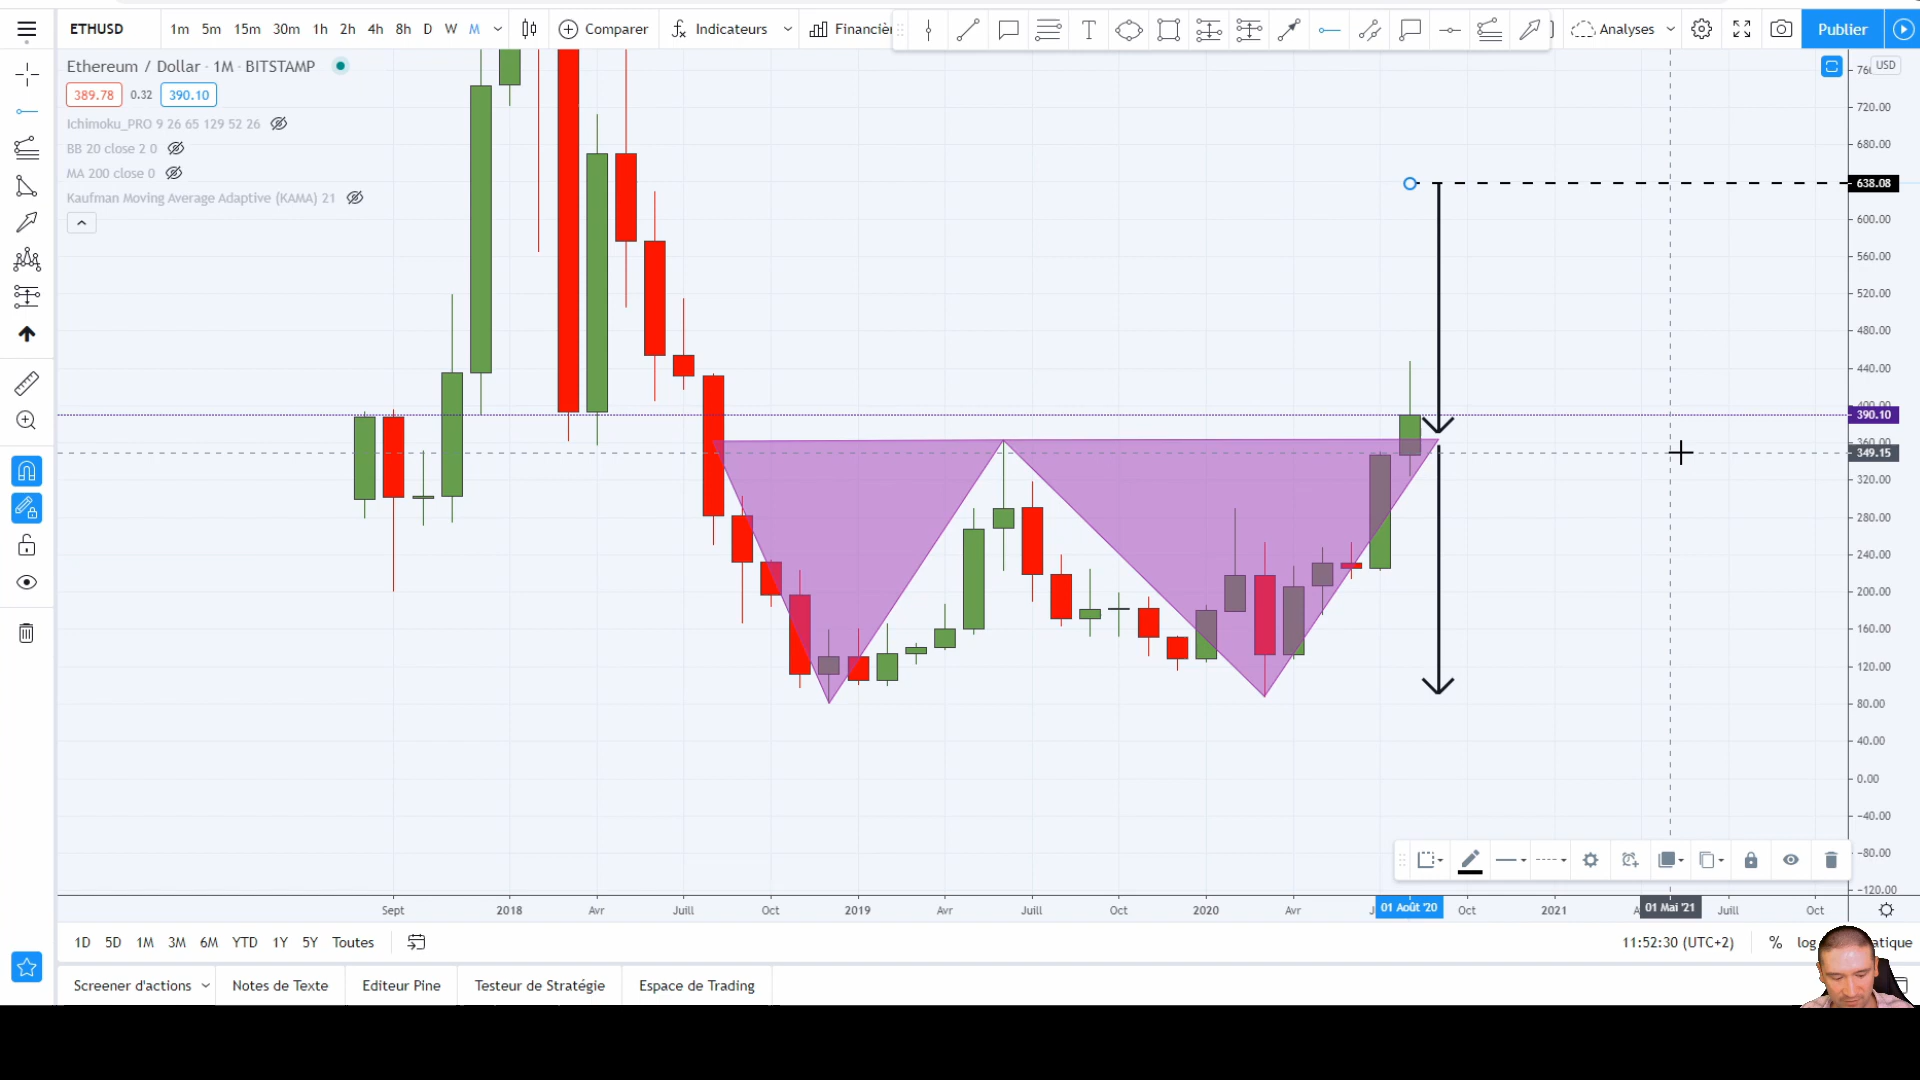 ETHUSD 1m 5m 15m 30m 1h 2h 4h 8h D W M Comparer Indicateurs Financièr Analyses Publier
Ethereum / Dollar · 1M · BITSTAMP
389.78 0.32 390.10
Ichimoku_PRO 9 26 65 129 52 26
BB 20 close 2 0
MA 200 close 0
Kaufman Moving Average Adaptive (KAMA) 21
USD
720.00
680.00
638.08
600.00
560.00
520.00
480.00
440.00
400.00
390.10
360.00
349.15
320.00
280.00
240.00
200.00
160.00
120.00
80.00
40.00
0.00
-40.00
-80.00
-120.00
Sept 2018 Avr Juill Oct 2019 Avr Juill Oct 2020 Avr 01 Août '20 Oct 2021 01 Mai '21 Juill Oct
1D 5D 1M 3M 6M YTD 1Y 5Y Toutes 11:52:30 (UTC+2) % log atique
Screener d'actions Notes de Texte Editeur Pine Testeur de Stratégie Espace de Trading